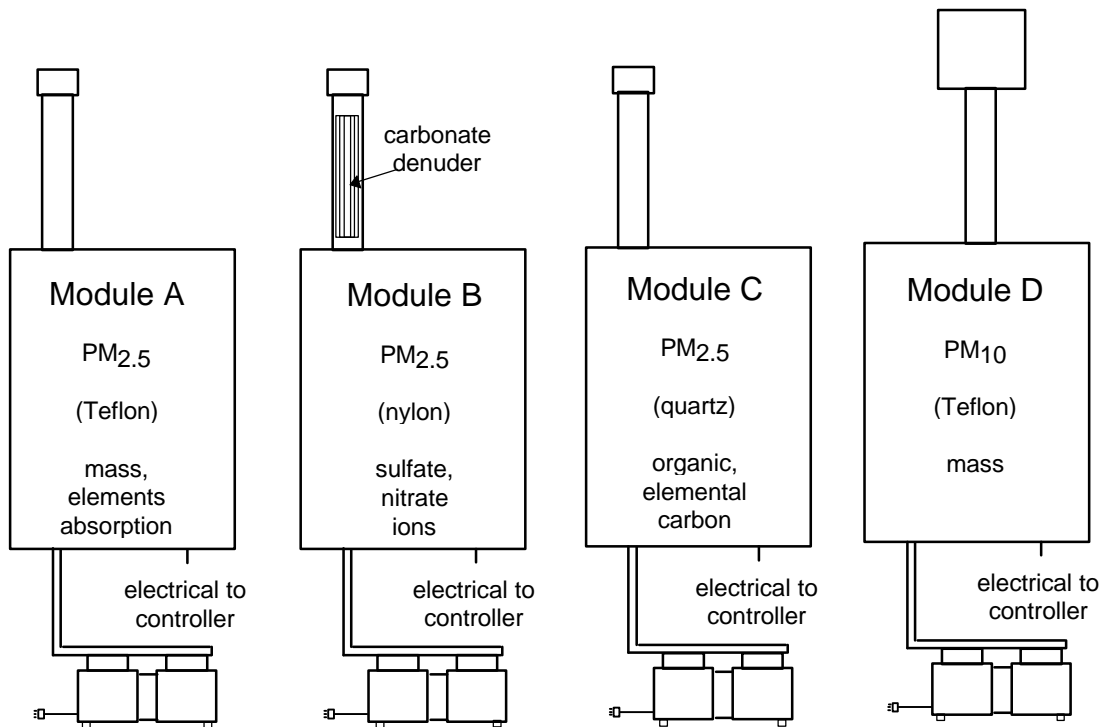 carbonate
denuder
Module A
PM2.5
(Teflon)
mass,
elements
absorption
electrical to
controller
Module B
PM2.5
(nylon)
sulfate,
nitrate
ions
electrical to
controller
Module C
PM2.5
(quartz)
organic,
elemental
carbon
electrical to
controller
Module D
PM10
(Teflon)
mass
electrical to
controller